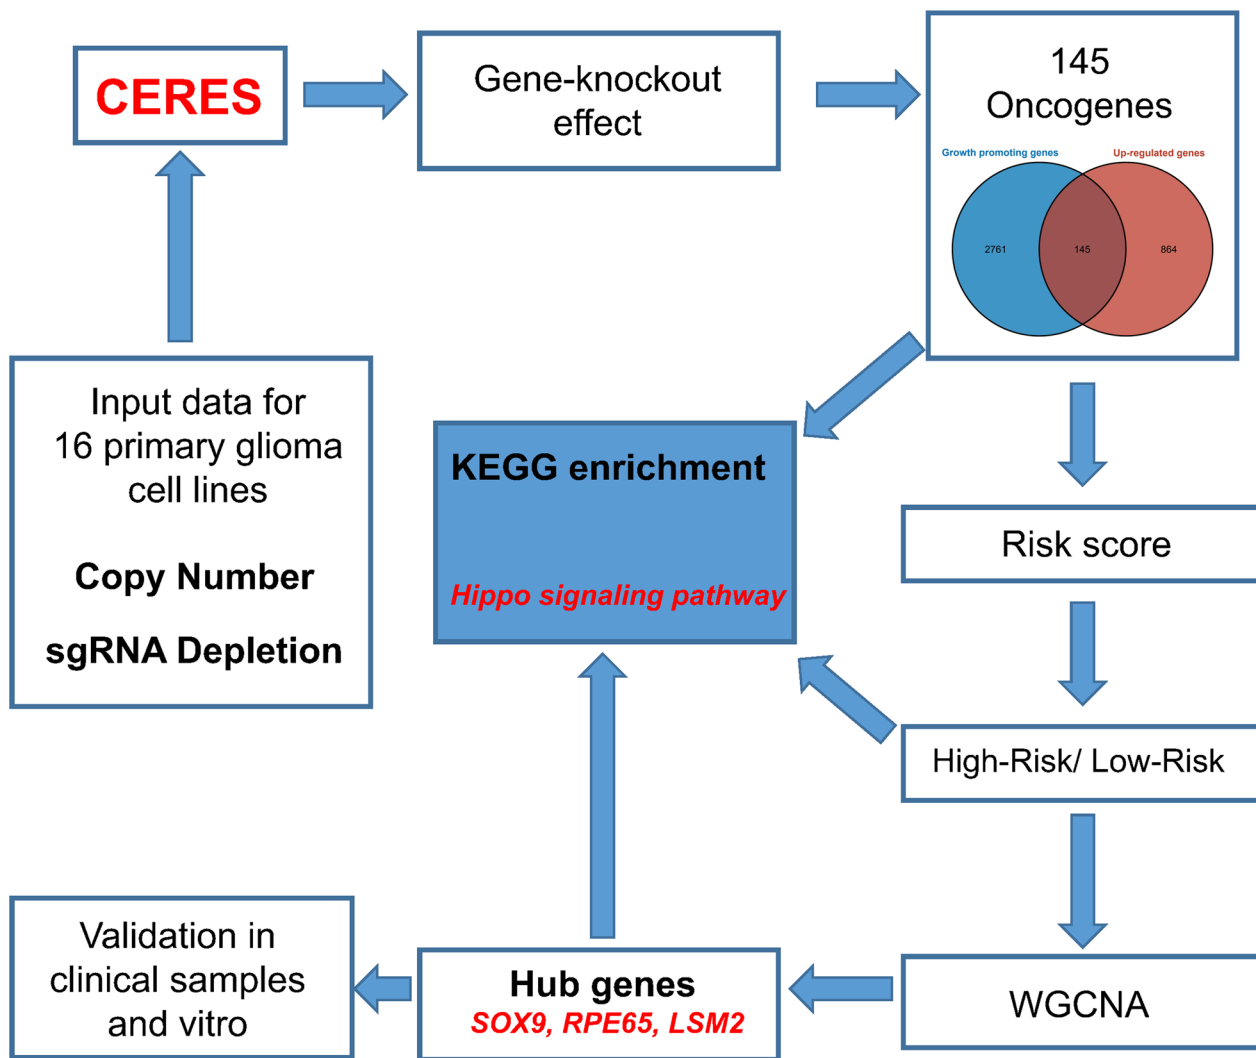 CERES
Gene-knockout
effect
145
Oncogenes
Growth promoting genes
Up-regulated genes
2761
145
864
Input data for
16 primary glioma
cell lines
Copy Number
sgRNA Depletion
KEGG enrichment
Hippo signaling pathway
Risk score
High-Risk/ Low-Risk
WGCNA
Hub genes
SOX9, RPE65, LSM2
Validation in
clinical samples
and vitro